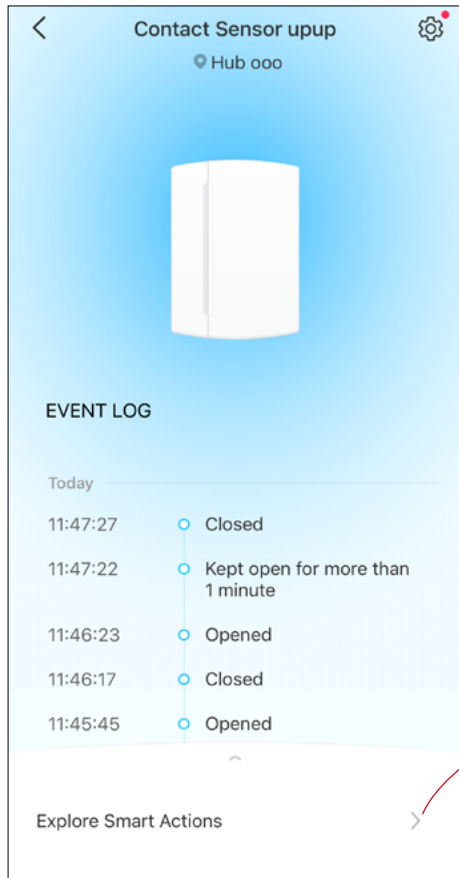 Contact Sensor upup
Hub ooo
EVENT LOG
Today
11:47:27 Closed
11:47:22 Kept open for more than
1 minute
11:46:23 Opened
11:46:17 Closed
11:45:45 Opened
Explore Smart Actions